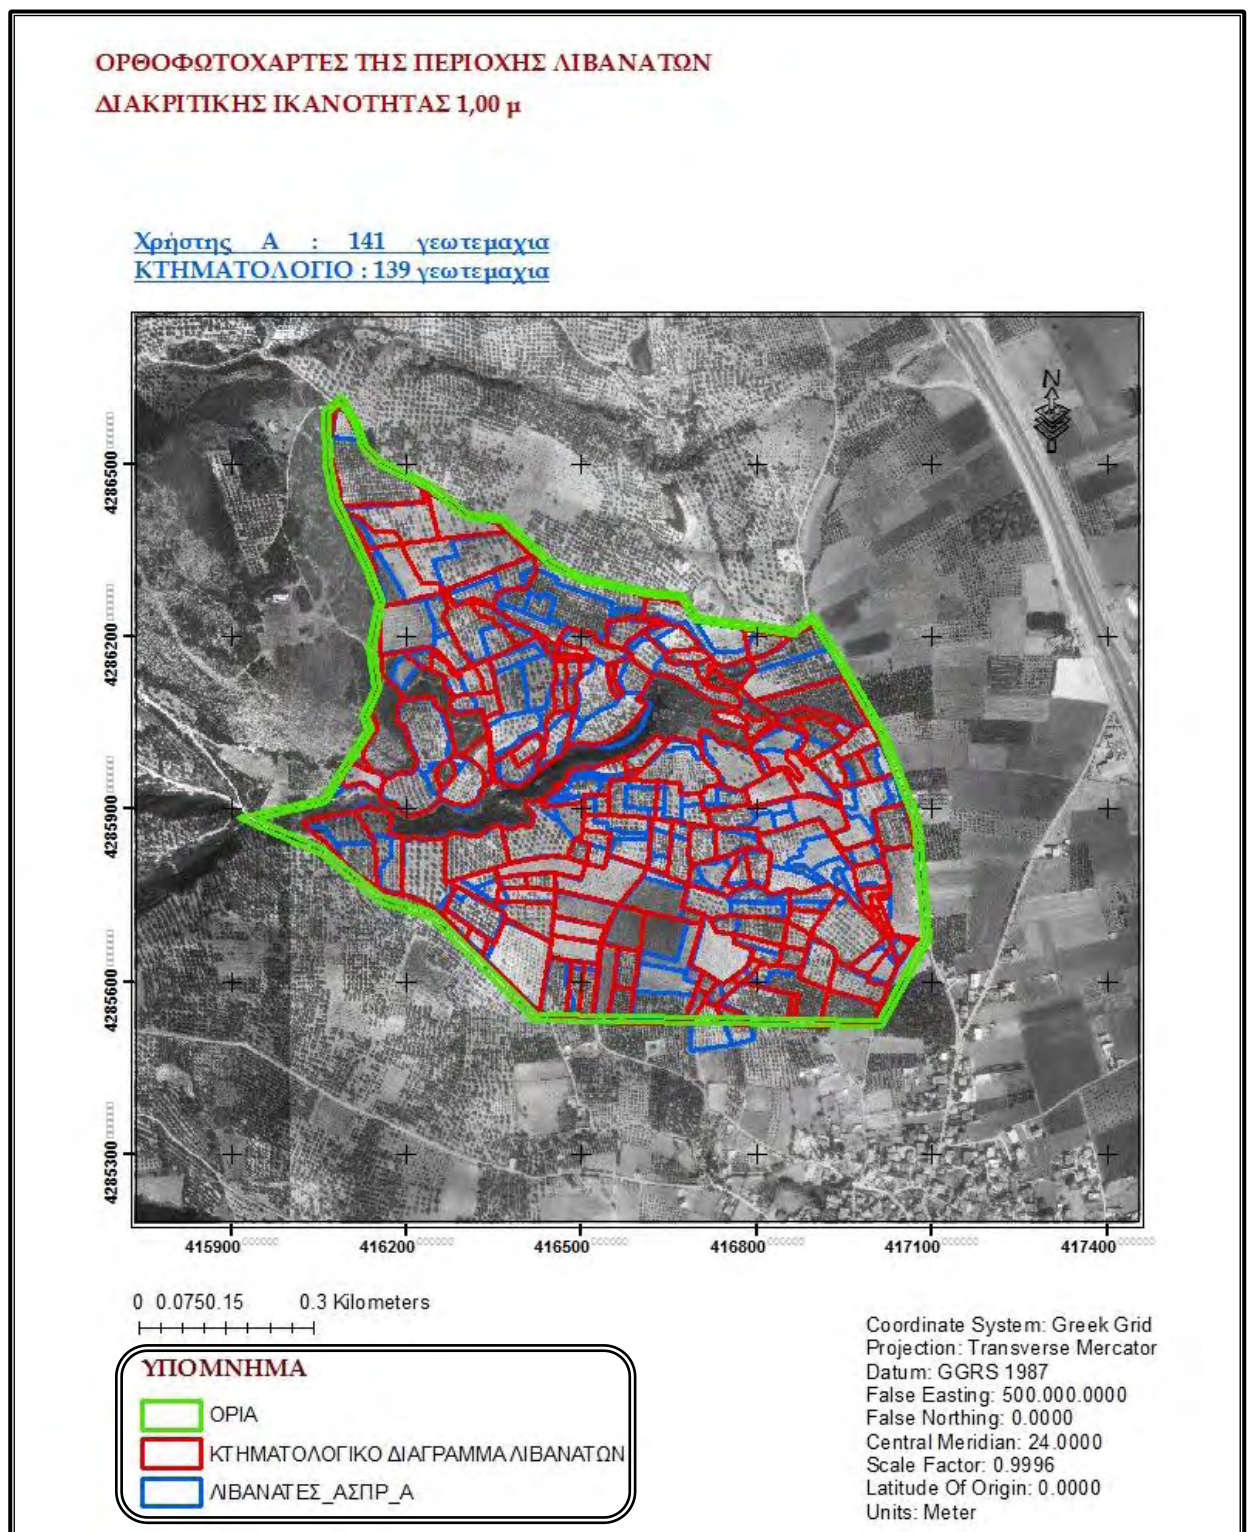 ΟΡΘΟΦΩΤΟΧΑΡΤΕΣ ΤΗΣ ΠΕΡΙΟΧΗΣ ΛΙΒΑΝΑΤΩΝ
ΔΙΑΚΡΙΤΙΚΗΣ ΙΚΑΝΟΤΗΤΑΣ 1,00 μ
Χρήστης Α : 141 γεωτεμαχια
ΚΤΗΜΑΤΟΛΟΓΙΟ : 139 γεωτεμαχια
N
4286500
4286200
4285900
4285600
4285300
415900
416200
416500
416800
417100
417400
0 0.0750.15 0.3 Kilometers
ΥΠΟΜΝΗΜΑ
ΟΡΙΑ
ΚΤΗΜΑΤΟΛΟΓΙΚΟ ΔΙΑΓΡΑΜΜΑ ΛΙΒΑΝΑΤΩΝ
ΛΙΒΑΝΑΤΕΣ_ΑΣΠΡ_Α
Coordinate System: Greek Grid
Projection: Transverse Mercator
Datum: GGRS 1987
False Easting: 500.000.0000
False Northing: 0.0000
Central Meridian: 24.0000
Scale Factor: 0.9996
Latitude Of Origin: 0.0000
Units: Meter